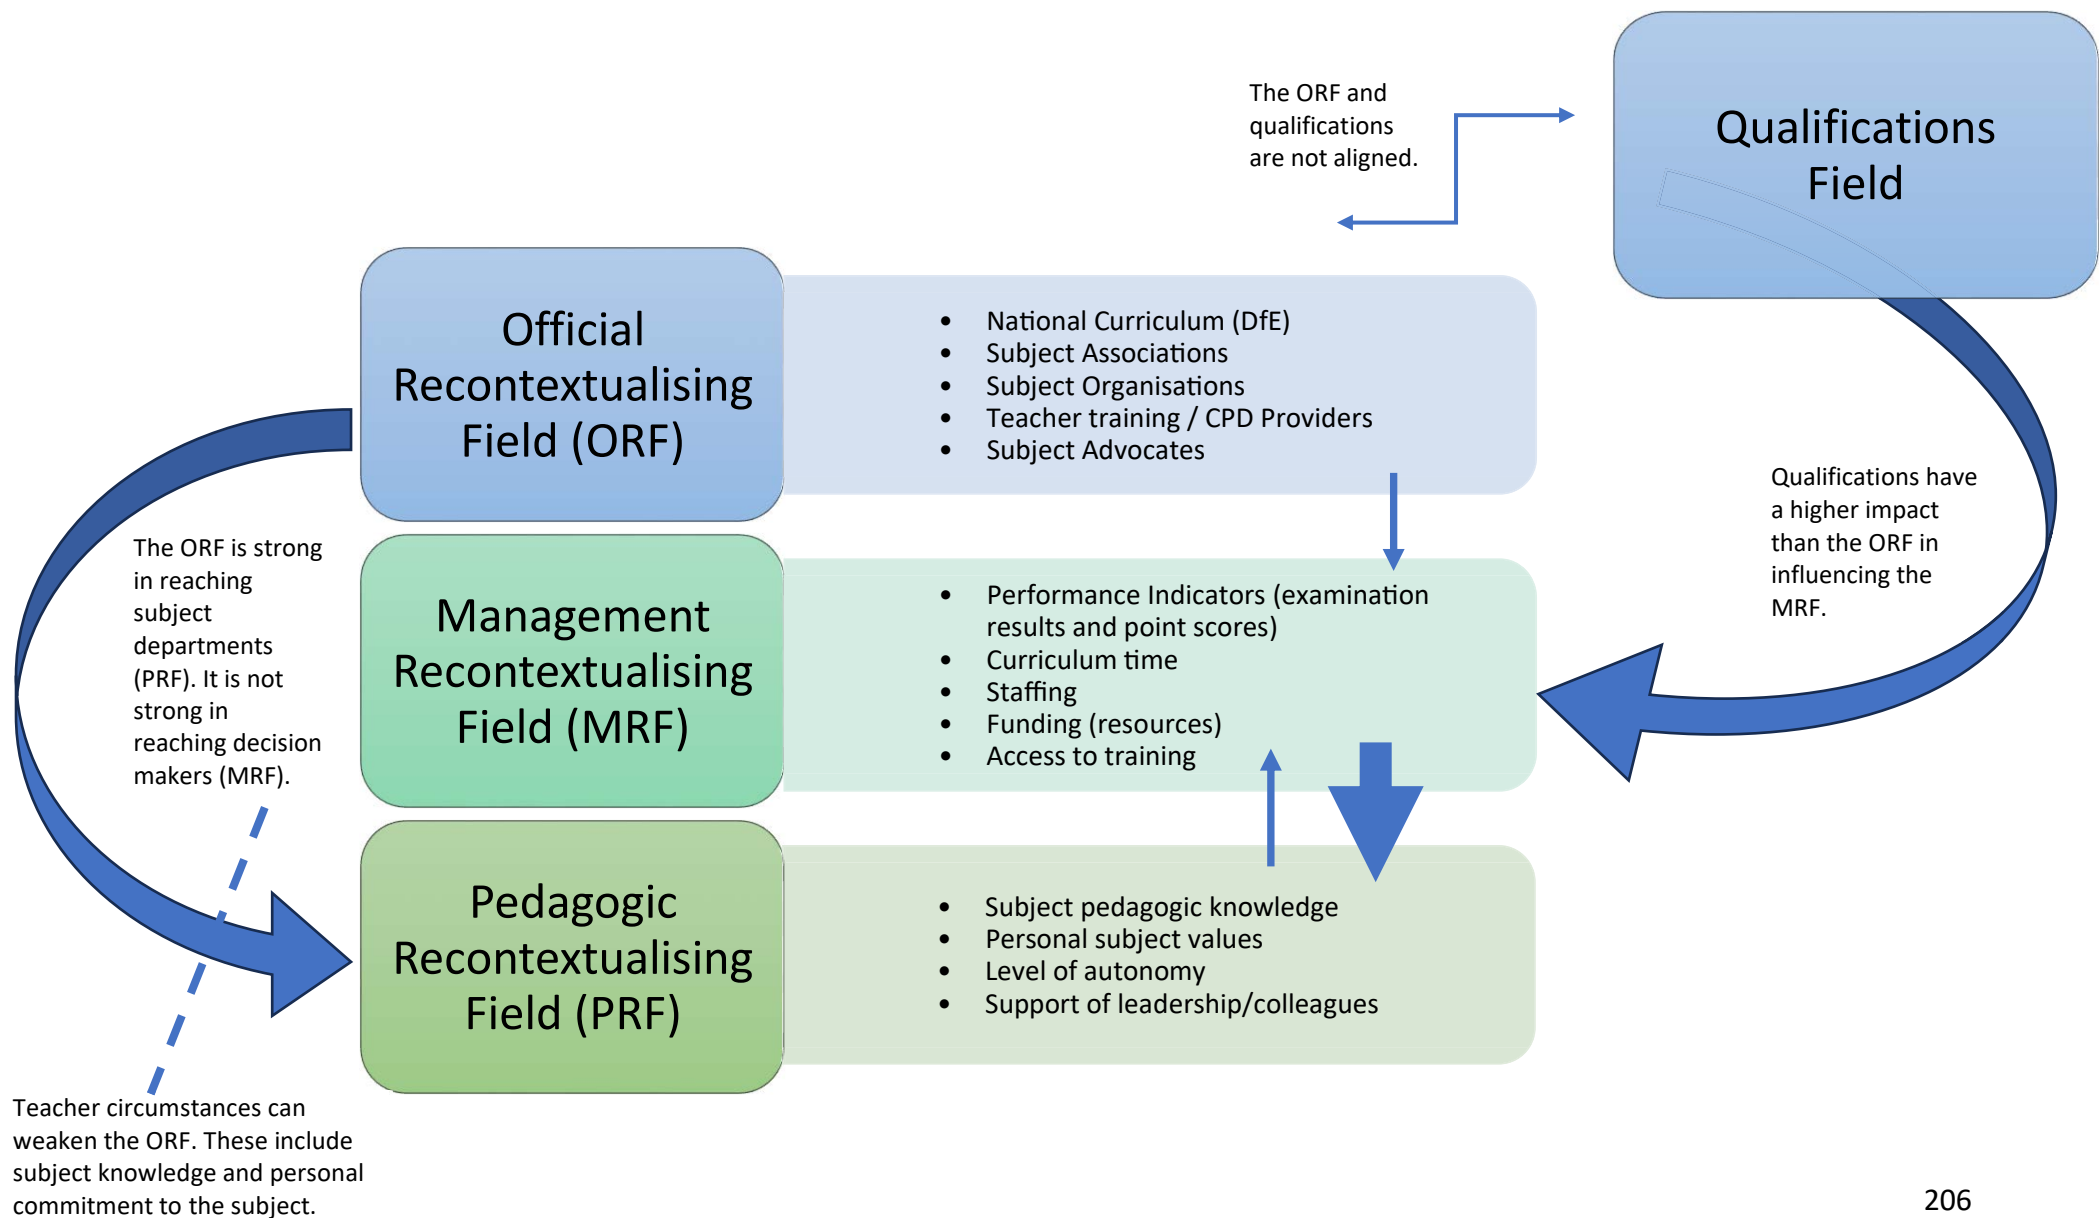 The ORF and
qualifications
are not aligned.
Qualifications
Field
Official
Recontextualising
Field (ORF)
• National Curriculum (DfE)
• Subject Associations
• Subject Organisations
• Teacher training / CPD Providers
• Subject Advocates
Qualifications have
a higher impact
than the ORF in
influencing the
MRF.
The ORF is strong
in reaching
subject
departments
(PRF). It is not
strong in
reaching decision
makers (MRF).
Management
Recontextualising
Field (MRF)
• Performance Indicators (examination
results and point scores)
• Curriculum time
• Staffing
• Funding (resources)
• Access to training
Pedagogic
Recontextualising
Field (PRF)
• Subject pedagogic knowledge
• Personal subject values
• Level of autonomy
• Support of leadership/colleagues
Teacher circumstances can
weaken the ORF. These include
subject knowledge and personal
commitment to the subject.
206